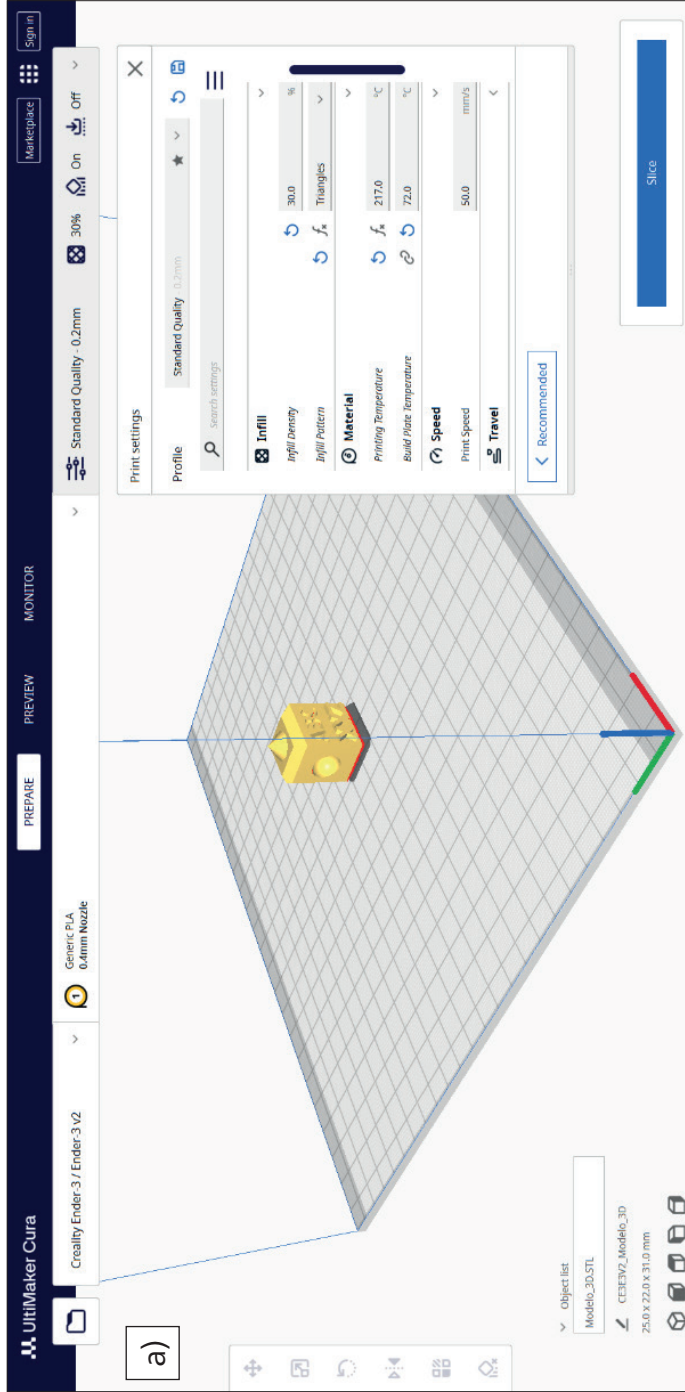 UltiMaker Cura
PREPARE
PREVIEW
MONITOR
Marketplace
Sign in
Creality Ender-3 / Ender-3 v2
1
Generic PLA
0.4mm Nozzle
Standard Quality - 0.2mm
30%
On
Off
a)
Print settings
Profile
Standard Quality - 0.2mm
Search settings
Infill
Infill Density
30.0
%
Infill Pattern
Triangles
Material
Printing Temperature
217.0
°C
Build Plate Temperature
72.0
°C
Speed
Print Speed
50.0
mm/s
Travel
Recommended
Object list
Modelo_3D.STL
CE3E3V2_Modelo_3D
25.0 x 22.0 x 31.0 mm
Slice